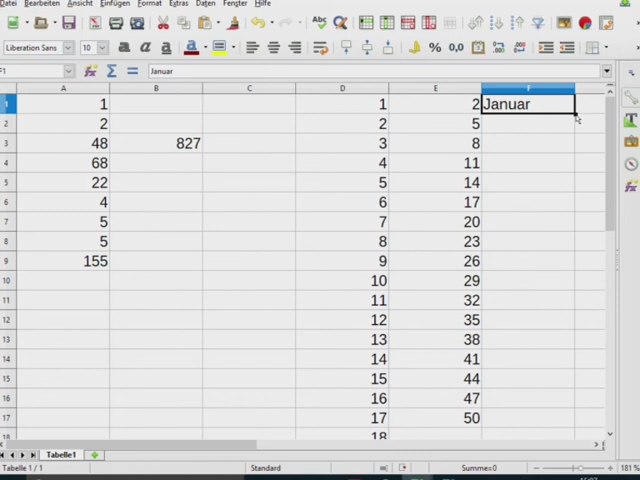 Datei Bearbeiten Einfügen Format Extras Daten Fenster Hilfe
Liberation Sans 10
% 0,0
F1 Januar
A B C D E F
1 1 1 2 Januar
2 2 2 5
3 48 827 3 8
4 68 4 11
5 22 5 14
6 4 6 17
7 5 7 20
8 5 8 23
9 155 9 26
10 10 29
11 11 32
12 12 35
13 13 38
14 14 41
15 15 44
16 16 47
17 17 50
18 18
Tabelle1
Tabelle 1 / 1 Standard Summe=0 181 %
15:07